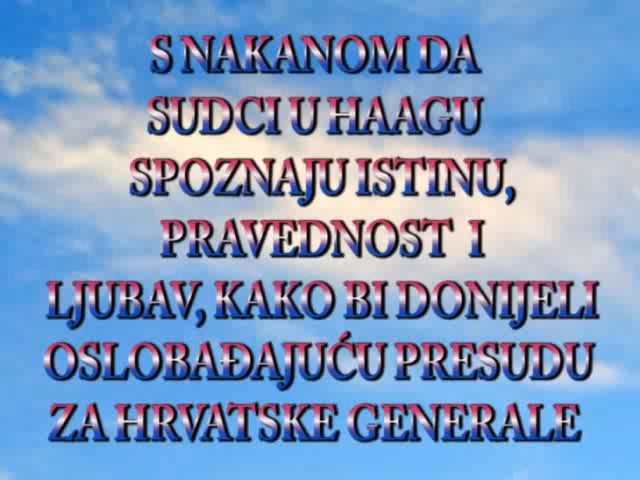 S NAKANOM DA
SUDCI U HAAGU
SPOZNAJU ISTINU,
PRAVEDNOST I
LJUBAV, KAKO BI DONIJELI
OSLOBAĐAJUĆU PRESUDU
ZA HRVATSKE GENERALE